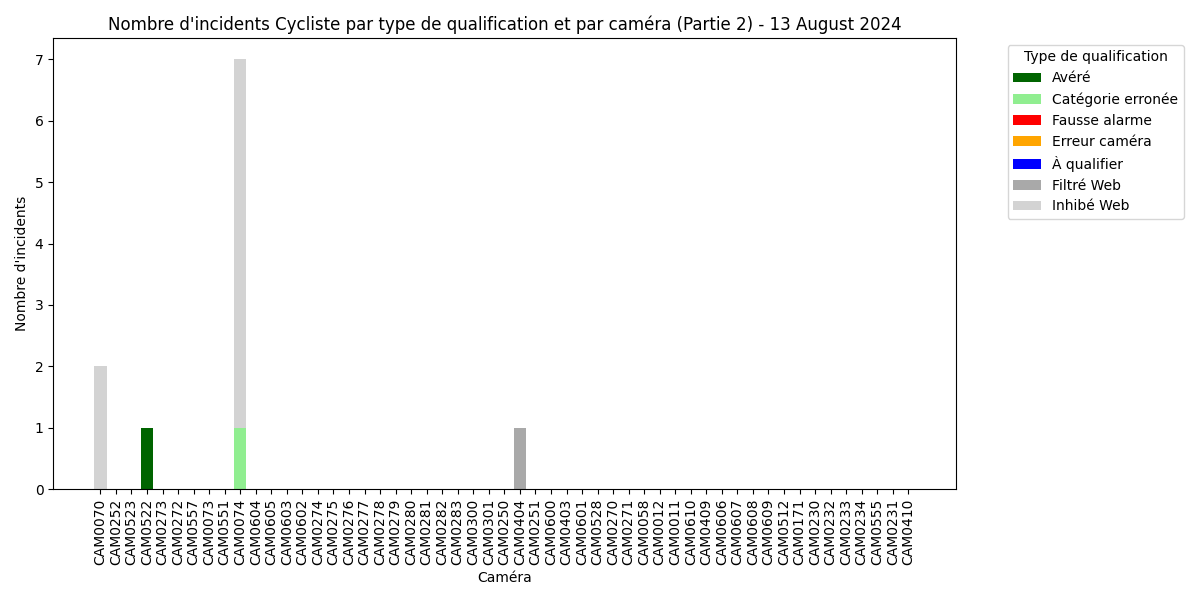 Nombre d'incidents Cycliste par type de qualification et par caméra (Partie 2) - 13 August 2024
Type de qualification
Avéré
Catégorie erronée
Fausse alarme
Erreur caméra
À qualifier
Filtré Web
Inhibé Web
Nombre d'incidents
7
6
5
4
3
2
1
0
CAM0070
CAM0252
CAM0523
CAM0522
CAM0273
CAM0272
CAM0557
CAM0073
CAM0551
CAM0074
CAM0604
CAM0605
CAM0603
CAM0602
CAM0274
CAM0275
CAM0276
CAM0277
CAM0278
CAM0279
CAM0280
CAM0281
CAM0282
CAM0283
CAM0300
CAM0301
CAM0250
CAM0404
CAM0251
CAM0600
CAM0403
CAM0601
CAM0528
CAM0270
CAM0271
CAM0058
CAM0012
CAM0011
CAM0610
CAM0409
CAM0606
CAM0607
CAM0608
CAM0609
CAM0512
CAM0171
CAM0230
CAM0232
CAM0233
CAM0234
CAM0555
CAM0231
CAM0410
Caméra